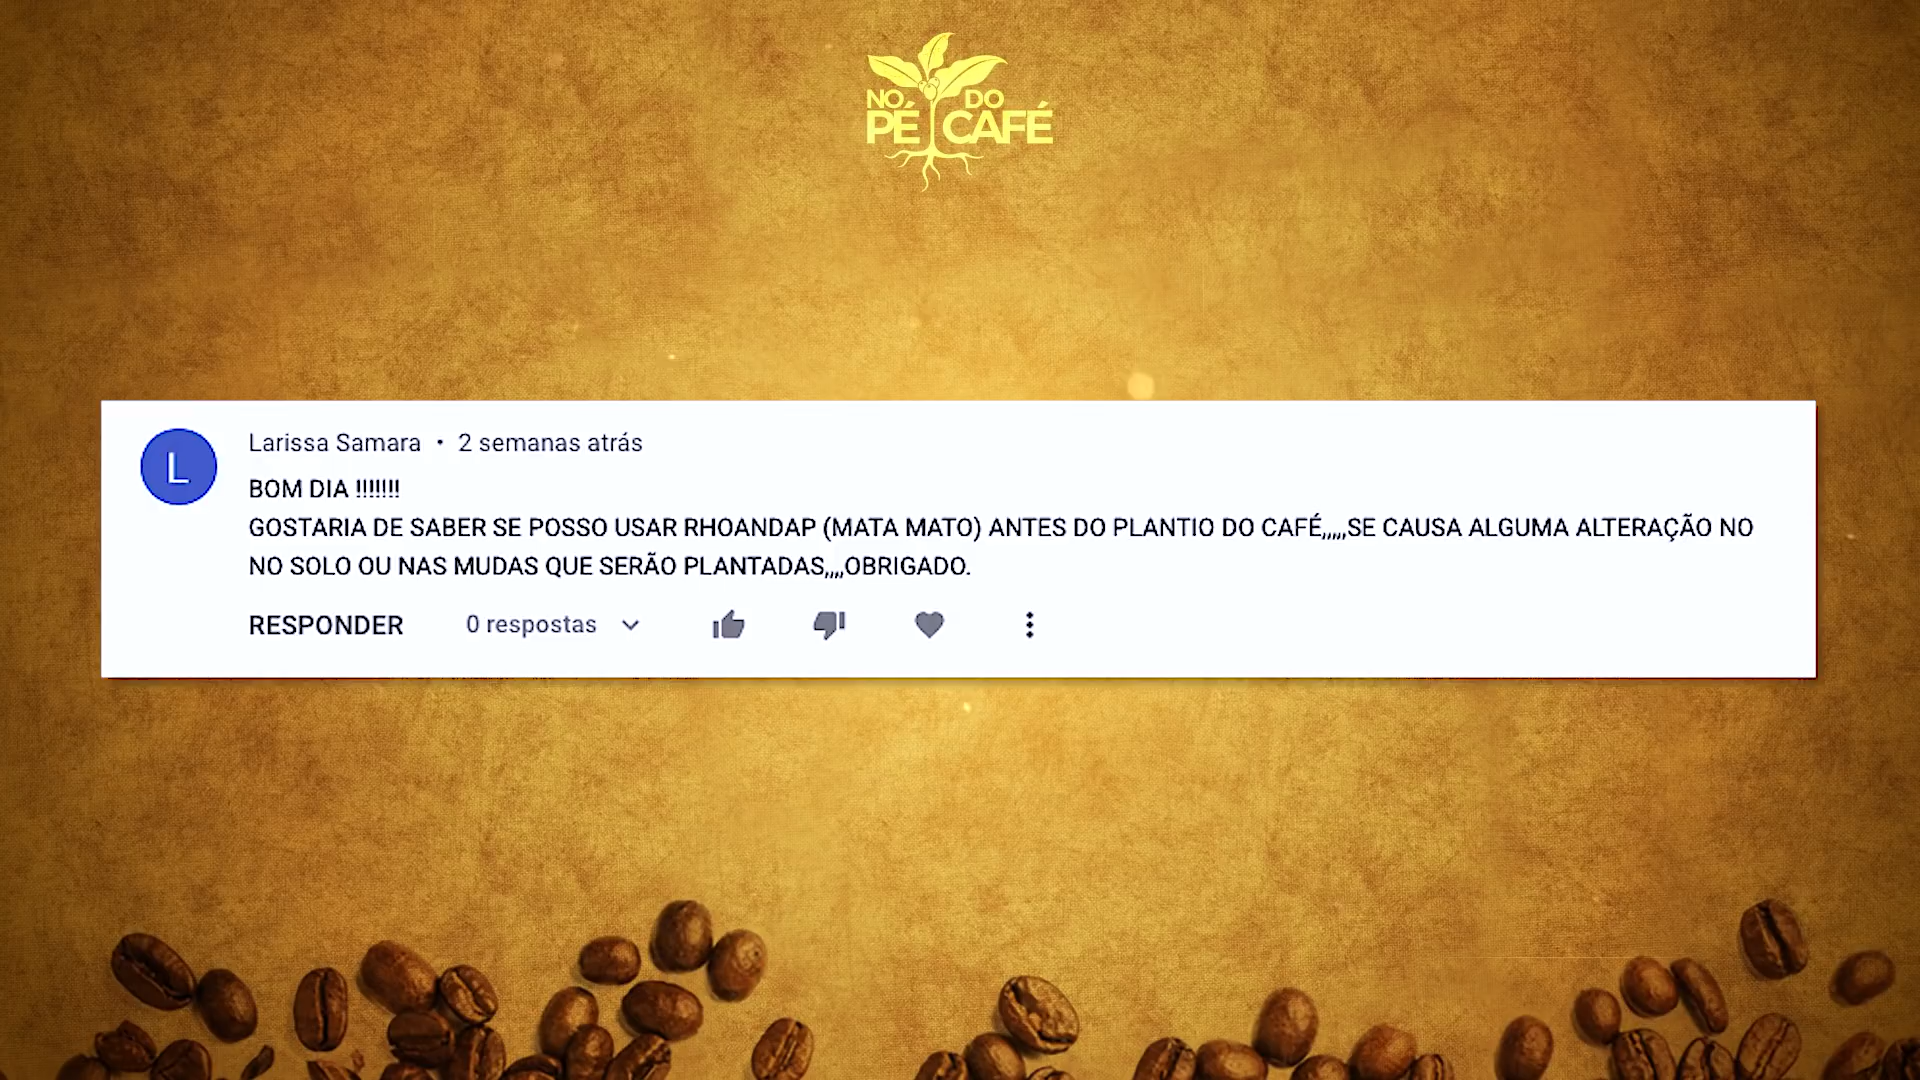 NO DO
PÉ CAFÉ
L
Larissa Samara • 2 semanas atrás
BOM DIA !!!!!!!
GOSTARIA DE SABER SE POSSO USAR RHOANDAP (MATA MATO) ANTES DO PLANTIO DO CAFÉ,,,,,SE CAUSA ALGUMA ALTERAÇÃO NO
NO SOLO OU NAS MUDAS QUE SERÃO PLANTADAS,,,,OBRIGADO.
RESPONDER 0 respostas